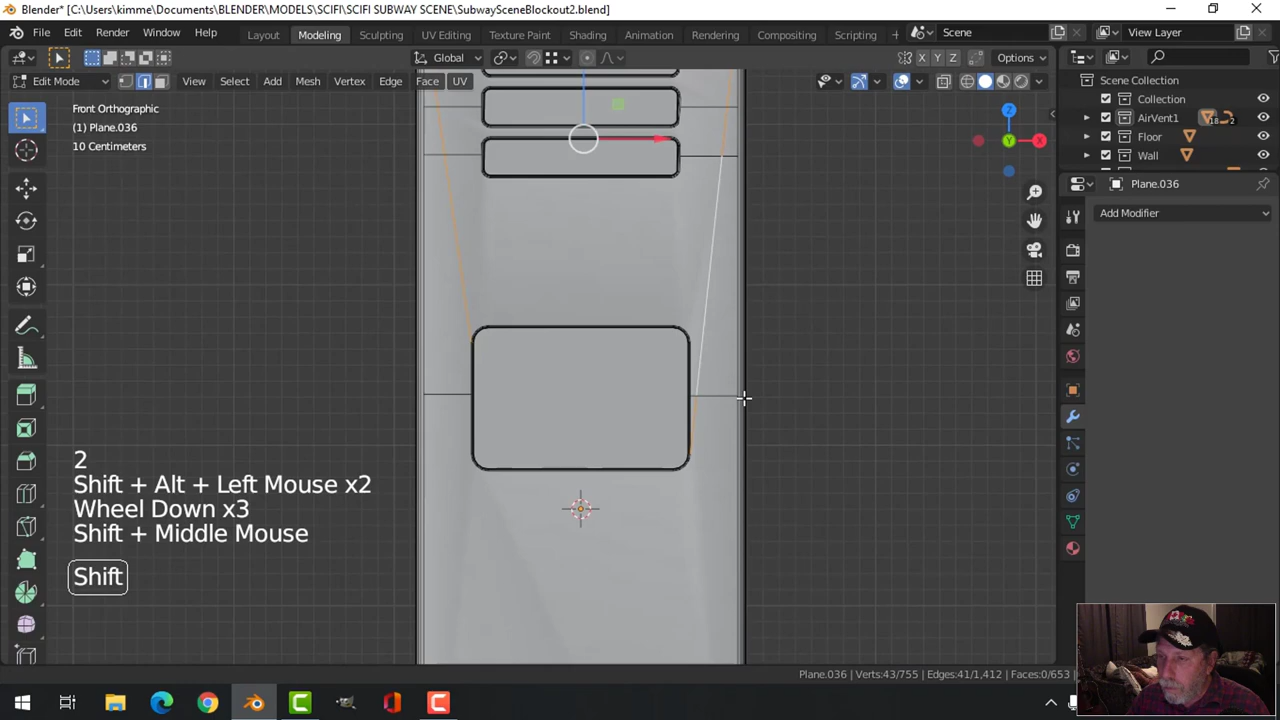 Blender* [C:\Users\kimme\Documents\BLENDER\MODELS\SCIFI\SCIFI SUBWAY SCENE\SubwaySceneBlockout2.blend]
File Edit Render Window Help Layout Modeling Sculpting UV Editing Texture Paint Shading Animation Rendering Compositing Scripting + Scene View Layer
Global X Y Z Options
Edit Mode View Select Add Mesh Vertex Edge Face UV
Scene Collection
Collection
AirVent1 18 2
Floor
Wall
Front Orthographic
(1) Plane.036
10 Centimeters
Z
Y
X
Plane.036
Add Modifier
2
Shift + Alt + Left Mouse x2
Wheel Down x3
Shift + Middle Mouse
Shift
Plane.036 | Verts:43/755 | Edges:41/1,412 | Faces:0/653